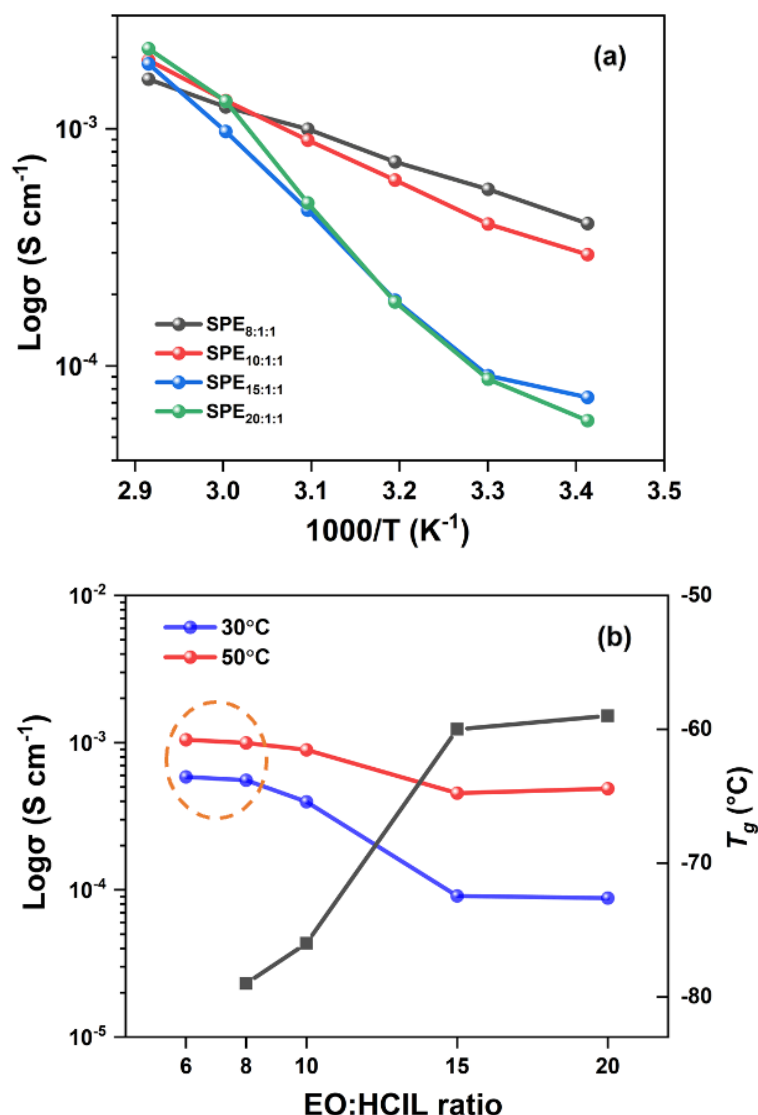 (a)
10⁻³
10⁻⁴
Logσ (S cm⁻¹)
SPE₈:₁:₁
SPE₁₀:₁:₁
SPE₁₅:₁:₁
SPE₂₀:₁:₁
2.9 3.0 3.1 3.2 3.3 3.4 3.5
1000/T (K⁻¹)
(b)
30°C
50°C
10⁻²
10⁻³
10⁻⁴
10⁻⁵
Logσ (S cm⁻¹)
-50
-60
-70
-80
T_g (°C)
6 8 10 15 20
EO:HCIL ratio